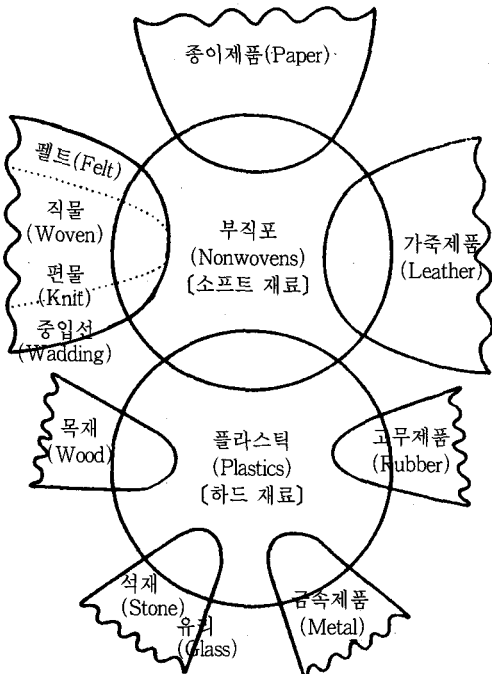 종이제품(Paper)
펠트(Felt)
직물
(Woven)
편물
(Knit)
중입선
(Wadding)
부직포
(Nonwovens)
〔소프트 재료〕
가죽제품
(Leather)
목재
(Wood)
플라스틱
(Plastics)
〔하드 재료〕
고무제품
(Rubber)
석재
(Stone)
유리
(Glass)
금속제품
(Metal)